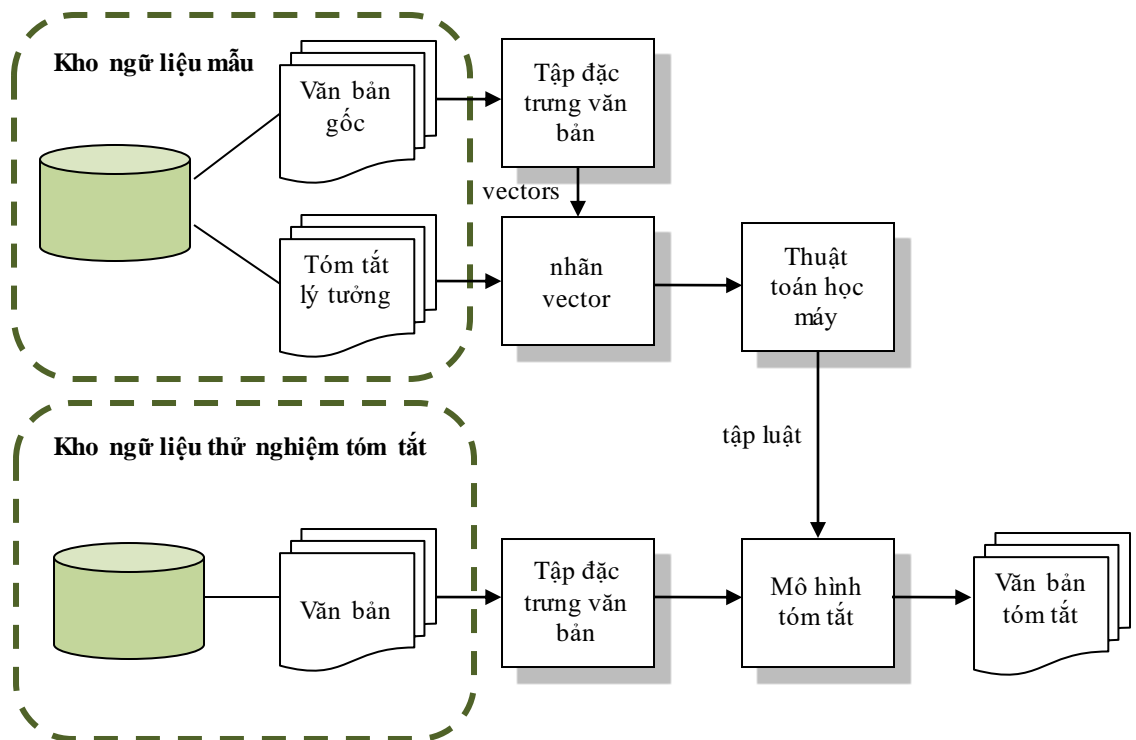 Kho ngữ liệu mẫu
Văn bản
gốc
Tập đặc
trưng văn
bản
vectors
Tóm tắt
lý tưởng
nhãn
vector
Thuật
toán học
máy
tập luật
Kho ngữ liệu thử nghiệm tóm tắt
Văn bản
Tập đặc
trưng văn
bản
Mô hình
tóm tắt
Văn bản
tóm tắt